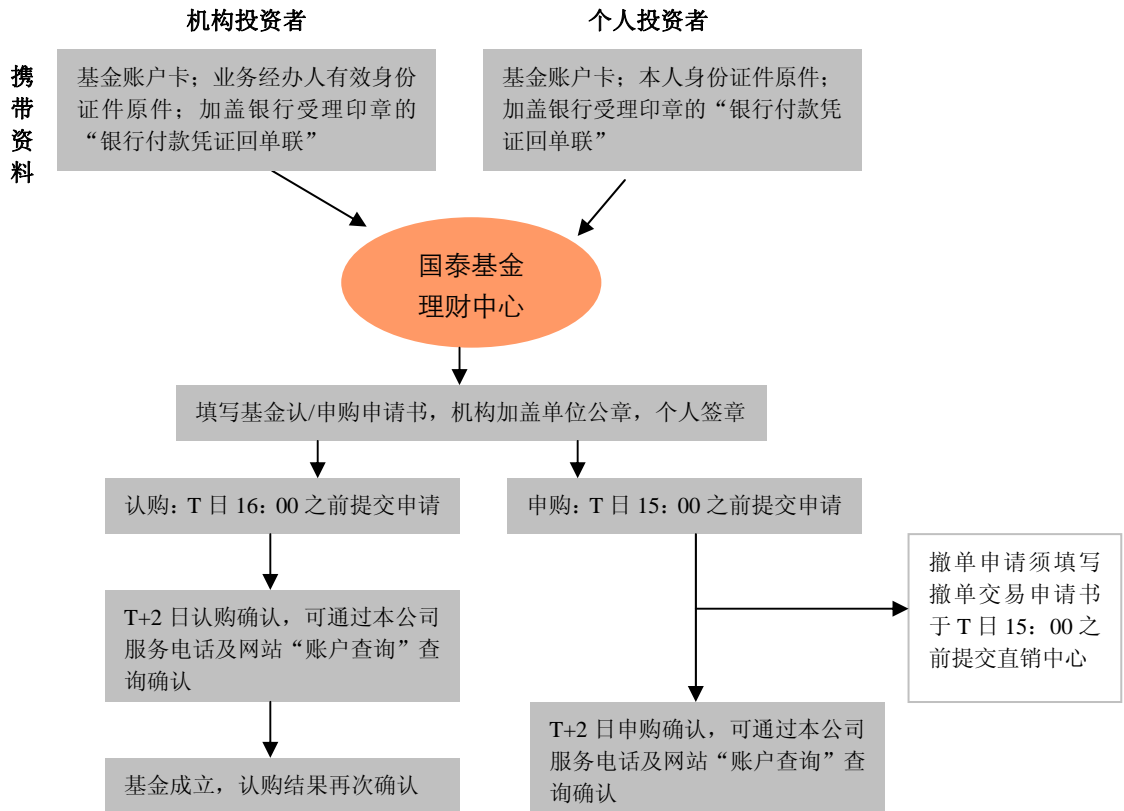 机构投资者
个人投资者
携
带
资
料
基金账户卡；业务经办人有效身份
证件原件；加盖银行受理印章的
“银行付款凭证回单联”
基金账户卡；本人身份证件原件；
加盖银行受理印章的“银行付款凭
证回单联”
国泰基金
理财中心
填写基金认/申购申请书，机构加盖单位公章，个人签章
认购：T 日 16：00 之前提交申请
申购：T 日 15：00 之前提交申请
撤单申请须填写
撤单交易申请书
于 T 日 15：00 之
前提交直销中心
T+2 日认购确认，可通过本公司
服务电话及网站“账户查询”查
询确认
T+2 日申购确认，可通过本公司
服务电话及网站“账户查询”查
询确认
基金成立，认购结果再次确认